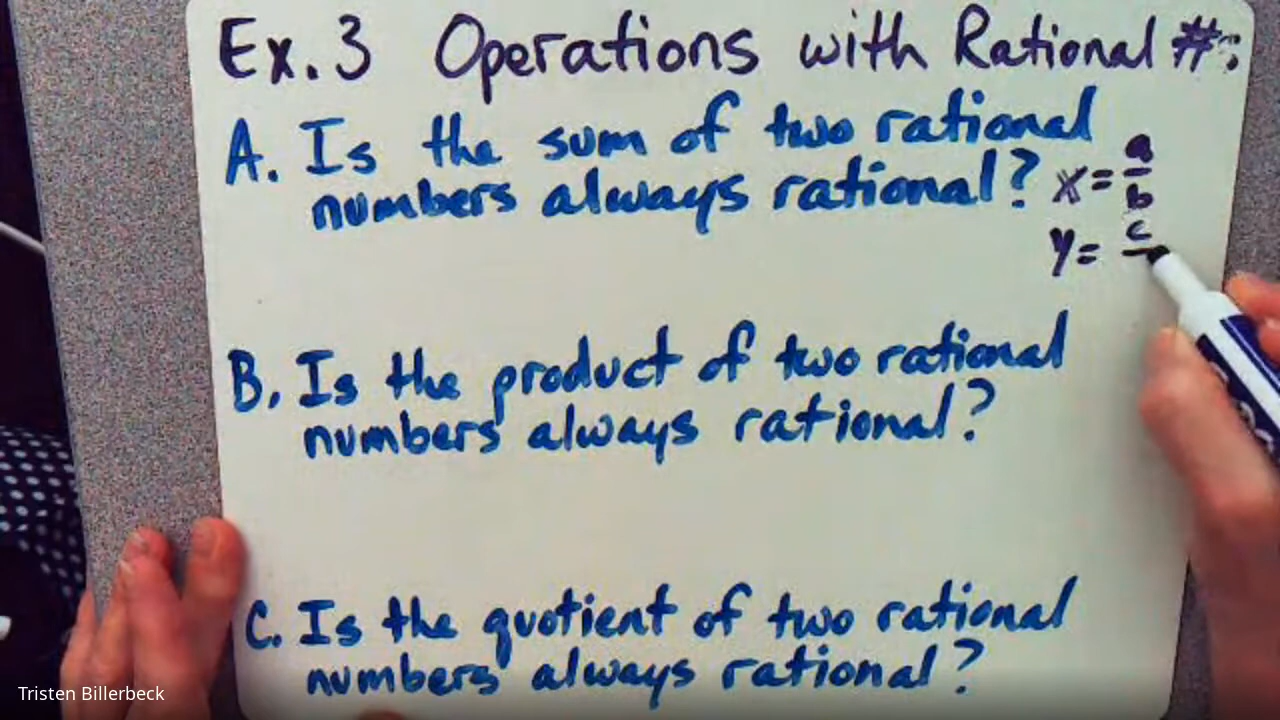 Ex.3 Operations with Rational #s
A. Is the sum of two rational
numbers always rational?
x = a/b
y = c/
B. Is the product of two rational
numbers always rational?
C. Is the quotient of two rational
numbers always rational?
Tristen Billerbeck